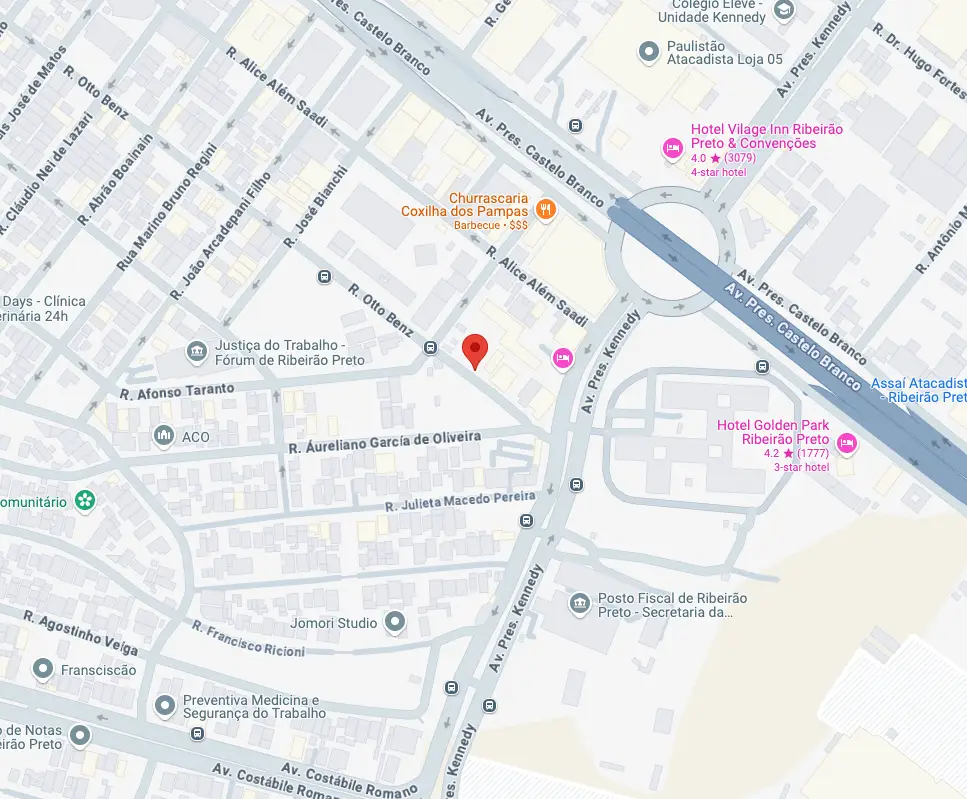 Colégio Eleve -
Unidade Kennedy
Paulistão
Atacadista Loja 05
Av. Pres. Castelo Branco
Av. Pres. Kennedy
R. Dr. Hugo Fortes
R. Alice Além Saadi
R. Otto Benz
José de Matos
R. Cláudio Nei de Lazari
R. Abrão Boainain
Rua Marino Bruno Regini
R. João Arcadepani Filho
R. José Bianchi
Av. Pres. Castelo Branco
Hotel Vilage Inn Ribeirão
Preto & Convenções
4.0 ★ (3079)
4-star hotel
Churrascaria
Coxilha dos Pampas
Barbecue • $$$
R. Alice Além Saadi
R. Antônio
R. Otto Benz
Days - Clínica
24h
Av. Pres. Castelo Branco
Av. Pres. Castelo Branco
Justiça do Trabalho -
Fórum de Ribeirão Preto
Av. Pres. Kennedy
R. Afonso Taranto
Assaí Atacadist
- Ribeirão Pret
Hotel Golden Park
Ribeirão Preto
4.2 ★ (1777)
3-star hotel
ACO
R. Áureliano García de Oliveira
omunitário
R. Julieta Macedo Pereira
Posto Fiscal de Ribeirão
Preto - Secretaria da...
Av. Pres. Kennedy
Jomori Studio
R. Agostinho Veiga
R. Francisco Ricioni
Franciscão
Preventiva Medicina e
Segurança do Trabalho
o de Notas
eirão Preto
res. Kennedy
Av. Costábile Romano
Av. Costábile Romano